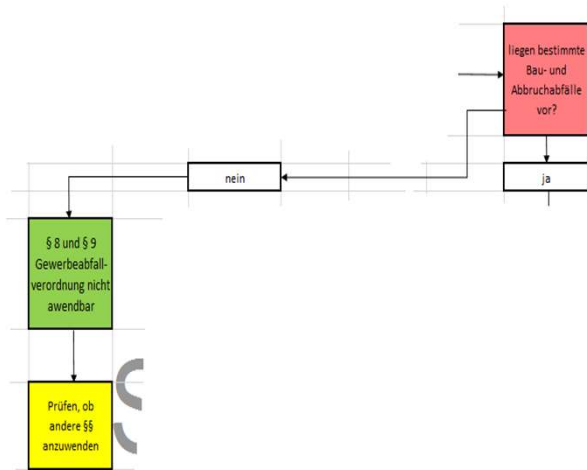 liegen bestimmte
Bau- und
Abbruchabfälle
vor?
nein
ja
§ 8 und § 9
Gewerbeabfall-
verordnung nicht
awendbar
Prüfen, ob
andere §§
anzuwenden